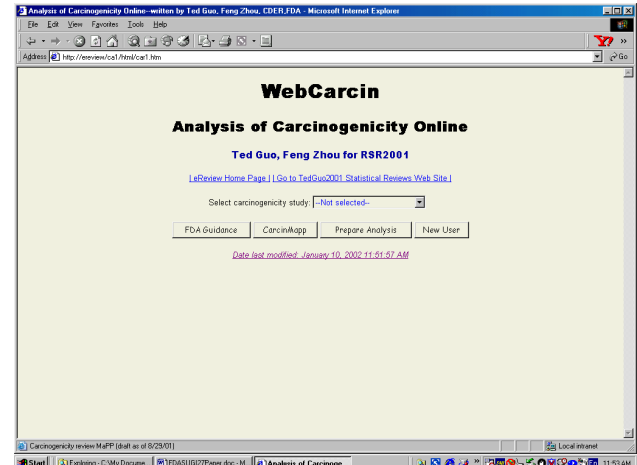 Analysis of Carcinogenicity Online--written by Ted Guo, Feng Zhou, CDER,FDA - Microsoft Internet Explorer
File Edit View Favorites Tools Help
Address http://ereview/ca1/html/car1.htm Go
WebCarcin
Analysis of Carcinogenicity Online
Ted Guo, Feng Zhou for RSR2001
| eReview Home Page | | Go to TedGuo2001 Statistical Reviews Web Site |
Select carcinogenicity study: --Not selected--
FDA Guidance Carcin#app Prepare Analysis New User
Date last modified: January 10, 2002 11:51:57 AM
Carcinogenicity review MaPP (draft as of 8/29/01) Local intranet
Start Exploring - C:\My Docume... FDASUGI27Paper.doc - M... Analysis of Carcinoge... 11:52 AM